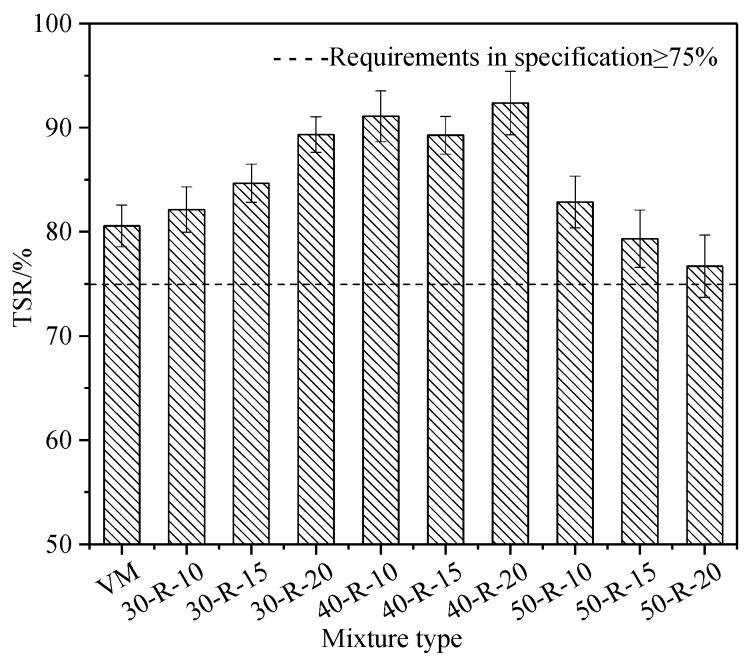 100
- - - -Requirements in specification≥75%
90
80
70
60
50
TSR/%
VM
30-R-10
30-R-15
30-R-20
40-R-10
40-R-15
40-R-20
50-R-10
50-R-15
50-R-20
Mixture type